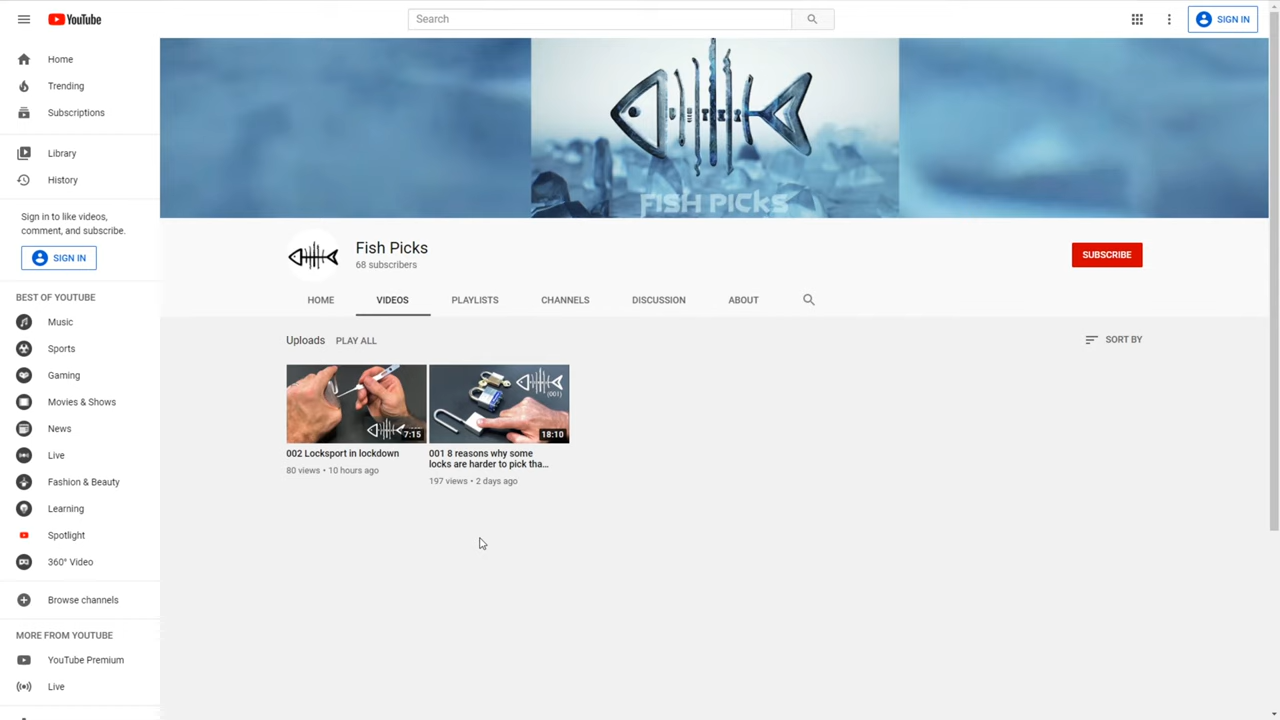 YouTube
Search
SIGN IN
Home
Trending
Subscriptions
Library
History
Sign in to like videos,
comment, and subscribe.
SIGN IN
BEST OF YOUTUBE
Music
Sports
Gaming
Movies & Shows
News
Live
Fashion & Beauty
Learning
Spotlight
360° Video
Browse channels
MORE FROM YOUTUBE
YouTube Premium
Live
FISH PICKS
Fish Picks
68 subscribers
SUBSCRIBE
HOME VIDEOS PLAYLISTS CHANNELS DISCUSSION ABOUT
Uploads PLAY ALL
SORT BY
7:15
002 Locksport in lockdown
80 views • 10 hours ago
(001)
18:10
001 8 reasons why some
locks are harder to pick tha...
197 views • 2 days ago